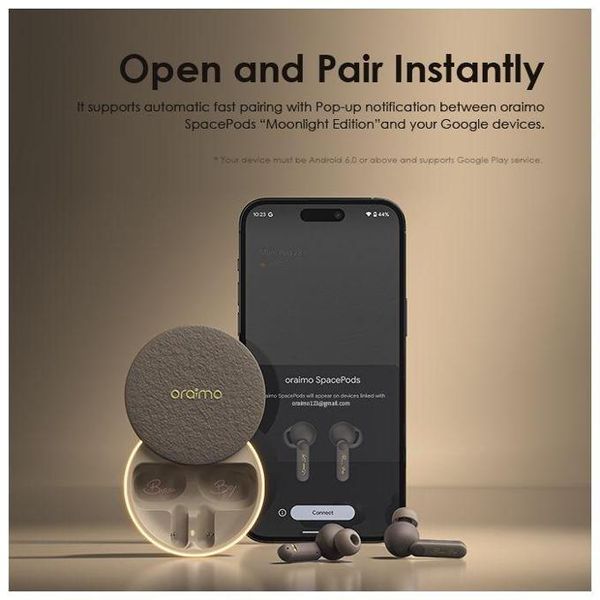 Open and Pair Instantly
It supports automatic fast pairing with Pop-up notification between oraimo
SpacePods “Moonlight Edition”and your Google devices.
* Your device must be Android 6.0 or above and supports Google Play service.
10:23 G
44%
oraimo SpacePods
SpacePods will appear on devices linked with
oraimo123@gmail.com
Connect
oraimo